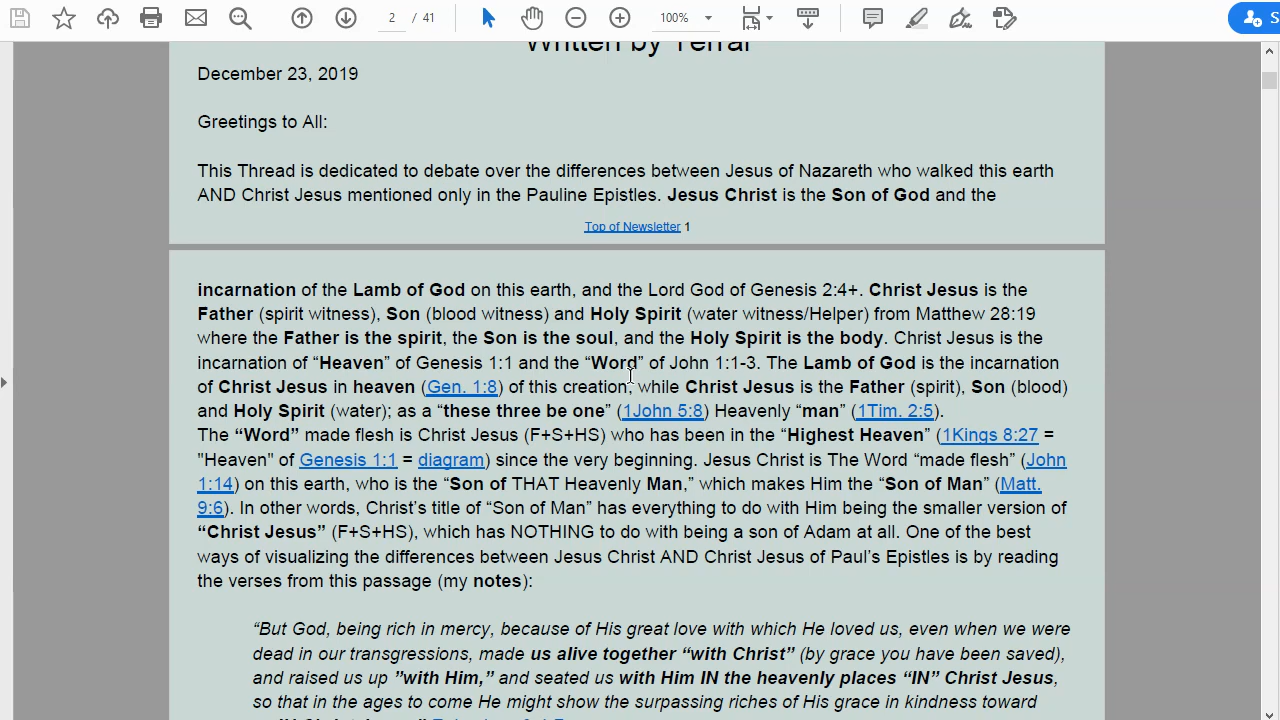 2 / 41
100%
S
Written by Terral
December 23, 2019
Greetings to All:
This Thread is dedicated to debate over the differences between Jesus of Nazareth who walked this earth
AND Christ Jesus mentioned only in the Pauline Epistles. Jesus Christ is the Son of God and the
Top of Newsletter 1
incarnation of the Lamb of God on this earth, and the Lord God of Genesis 2:4+. Christ Jesus is the
Father (spirit witness), Son (blood witness) and Holy Spirit (water witness/Helper) from Matthew 28:19
where the Father is the spirit, the Son is the soul, and the Holy Spirit is the body. Christ Jesus is the
incarnation of “Heaven” of Genesis 1:1 and the “Word” of John 1:1-3. The Lamb of God is the incarnation
of Christ Jesus in heaven (Gen. 1:8) of this creation, while Christ Jesus is the Father (spirit), Son (blood)
and Holy Spirit (water); as a “these three be one” (1John 5:8) Heavenly “man” (1Tim. 2:5).
The “Word” made flesh is Christ Jesus (F+S+HS) who has been in the “Highest Heaven” (1Kings 8:27 =
"Heaven" of Genesis 1:1 = diagram) since the very beginning. Jesus Christ is The Word “made flesh” (John
1:14) on this earth, who is the “Son of THAT Heavenly Man,” which makes Him the “Son of Man” (Matt.
9:6). In other words, Christ’s title of “Son of Man” has everything to do with Him being the smaller version of
“Christ Jesus” (F+S+HS), which has NOTHING to do with being a son of Adam at all. One of the best
ways of visualizing the differences between Jesus Christ AND Christ Jesus of Paul’s Epistles is by reading
the verses from this passage (my notes):
“But God, being rich in mercy, because of His great love with which He loved us, even when we were
dead in our transgressions, made us alive together “with Christ” (by grace you have been saved),
and raised us up ”with Him,” and seated us with Him IN the heavenly places “IN” Christ Jesus,
so that in the ages to come He might show the surpassing riches of His grace in kindness toward